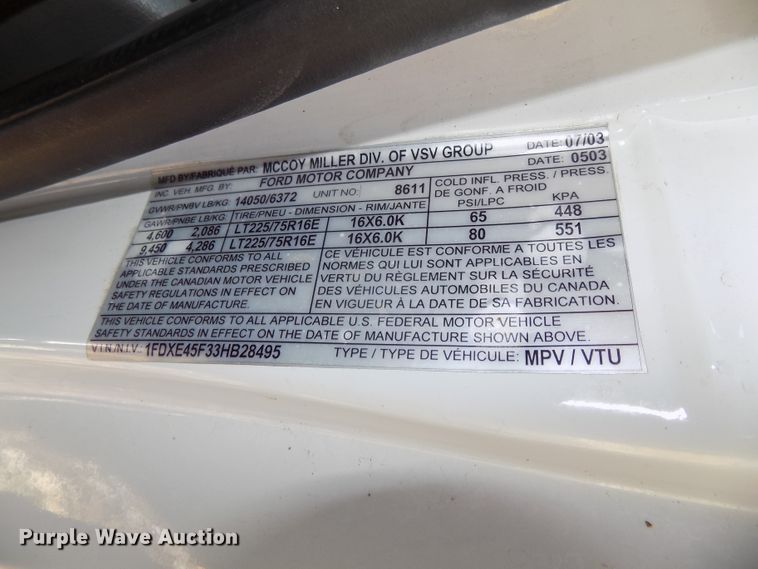 MFD BY/FABRIQUÉ PAR: MCCOY MILLER DIV. OF VSV GROUP DATE: 07/03
INC. VEH. MFG BY: FORD MOTOR COMPANY DATE: 0503
GVWR/PNBV LB/KG: 14050/6372 UNIT NO: 8611
COLD INFL. PRESS. / PRESS.
DE GONF. A FROID
PSI/LPC KPA
GAWR/PNBE LB/KG: TIRE/PNEU - DIMENSION - RIM/JANTE
4,600 2,086 LT225/75R16E 16X6.0K 65 448
9,450 4,286 LT225/75R16E 16X6.0K 80 551
THIS VEHICLE CONFORMS TO ALL
APPLICABLE STANDARDS PRESCRIBED
UNDER THE CANADIAN MOTOR VEHICLE
SAFETY REGULATIONS IN EFFECT ON
THE DATE OF MANUFACTURE.
CE VÉHICULE EST CONFORME A TOUTES LES
NORMES QUI LUI SONT APPLICABLES EN
VERTU DU RÈGLEMENT SUR LA SÉCURITÉ
DES VÉHICULES AUTOMOBILES DU CANADA
EN VIGUEUR À LA DATE DE SA FABRICATION.
THIS VEHICLE CONFORMS TO ALL APPLICABLE U.S. FEDERAL MOTOR VEHICLE
SAFETY STANDARDS IN EFFECT ON THE DATE OF MANUFACTURE SHOWN ABOVE.
VIN/N.I.V: 1FDXE45F33HB28495 TYPE / TYPE DE VÉHICULE: MPV / VTU
Purple Wave Auction